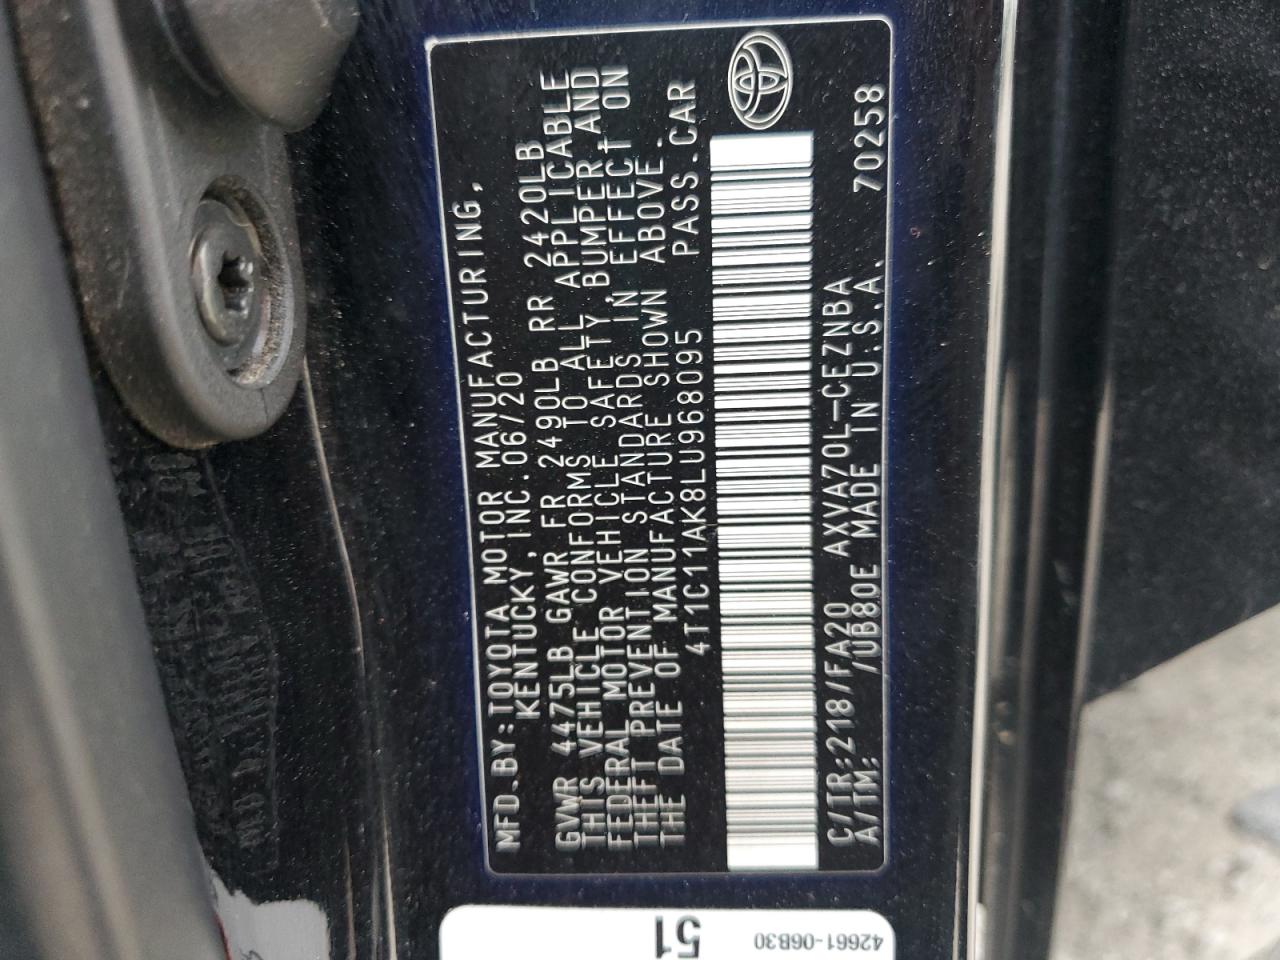 MFD.BY:TOYOTA MOTOR MANUFACTURING,
KENTUCKY,INC.06/20
GVWR 4475LB GAWR FR 2490LB RR 2420LB
THIS VEHICLE CONFORMS TO ALL APPLICABLE
FEDERAL MOTOR VEHICLE SAFETY,BUMPER,AND
THEFT PREVENTION STANDARDS IN EFFECT ON
THE DATE OF MANUFACTURE SHOWN ABOVE.
4T1C11AK8LU968095 PASS.CAR
C/TR:218/FA20 AXVA70L-CEZNBA 70258
A/TM: /UB80E MADE IN U.S.A.
51
42661-06B30